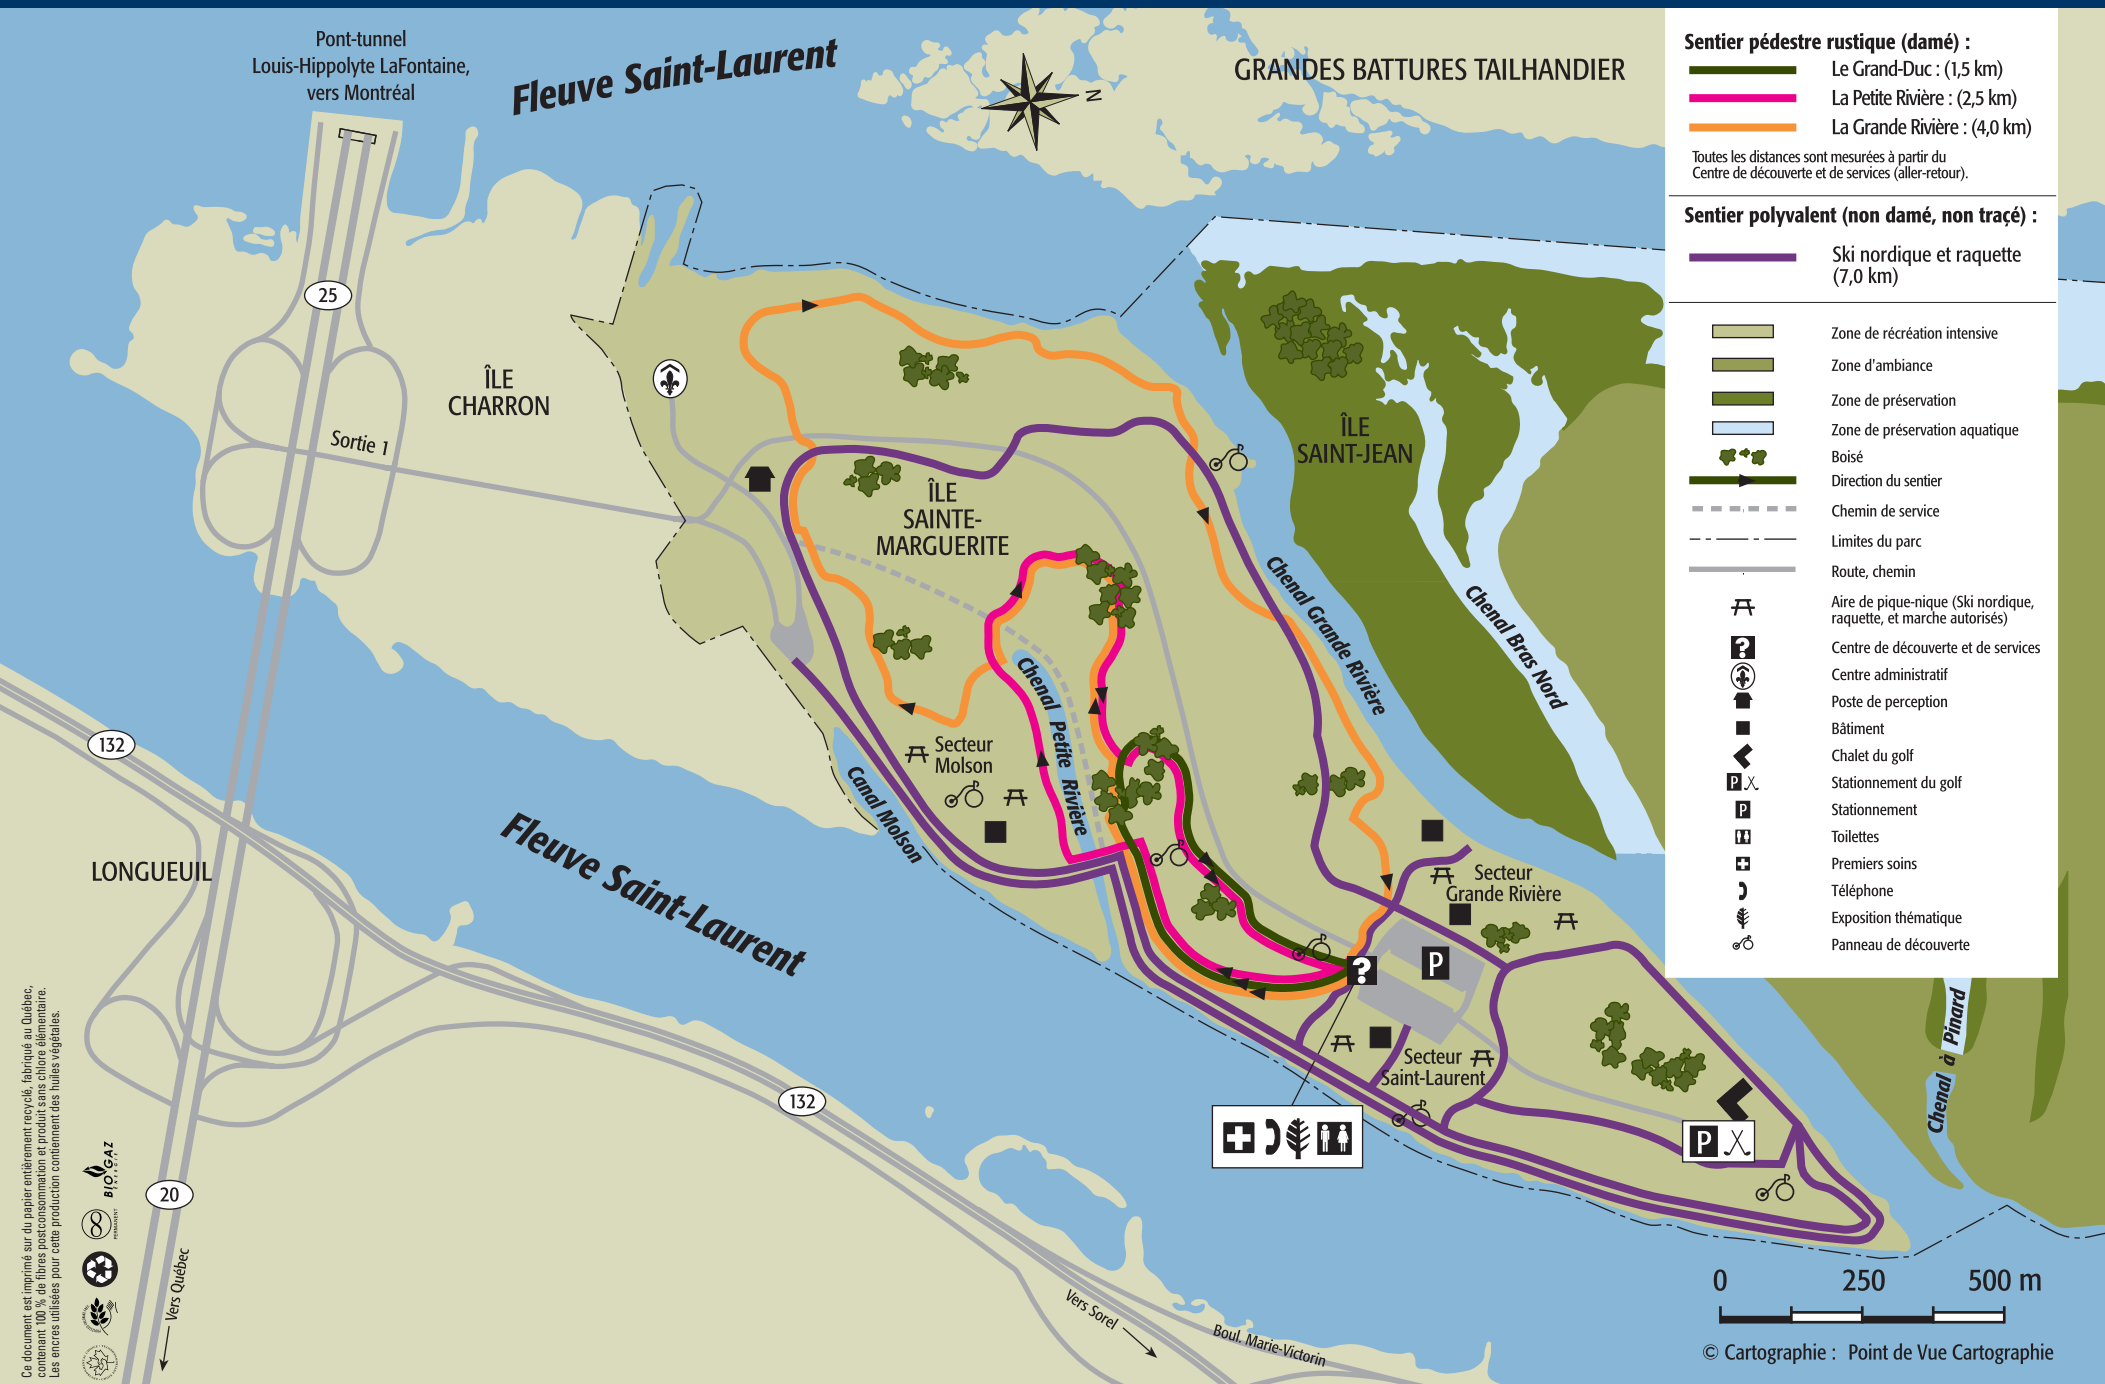 Pont-tunnel
Louis-Hippolyte LaFontaine,
vers Montréal
Fleuve Saint-Laurent
GRANDES BATTURES TAILHANDIER
N
25
ÎLE
CHARRON
Sortie 1
ÎLE
SAINTE-
MARGUERITE
ÎLE
SAINT-JEAN
Chenal Grande Rivière
Chenal Bras Nord
Chenal Petite Rivière
Canal Molson
Secteur
Molson
132
LONGUEUIL
Fleuve Saint-Laurent
Secteur
Grande Rivière
?
P
Secteur
Saint-Laurent
P
Chenal à Pinard
132
20
Vers Québec
Vers Sorel
Boul. Marie-Victorin
Sentier pédestre rustique (damé) :
Le Grand-Duc : (1,5 km)
La Petite Rivière : (2,5 km)
La Grande Rivière : (4,0 km)
Toutes les distances sont mesurées à partir du
Centre de découverte et de services (aller-retour).
Sentier polyvalent (non damé, non traçé) :
Ski nordique et raquette
(7,0 km)
Zone de récréation intensive
Zone d'ambiance
Zone de préservation
Zone de préservation aquatique
Boisé
Direction du sentier
Chemin de service
Limites du parc
Route, chemin
Aire de pique-nique (Ski nordique,
raquette, et marche autorisés)
? Centre de découverte et de services
Centre administratif
Poste de perception
Bâtiment
Chalet du golf
P Stationnement du golf
P Stationnement
Toilettes
Premiers soins
Téléphone
Exposition thématique
Panneau de découverte
0 250 500 m
© Cartographie : Point de Vue Cartographie
Ce document est imprimé sur du papier entièrement recyclé, fabriqué au Québec,
contenant 100 % de fibres postconsommation et produit sans chlore élémentaire.
Les encres utilisées pour cette production contiennent des huiles végétales.
BIOGAZ
PERMANENT